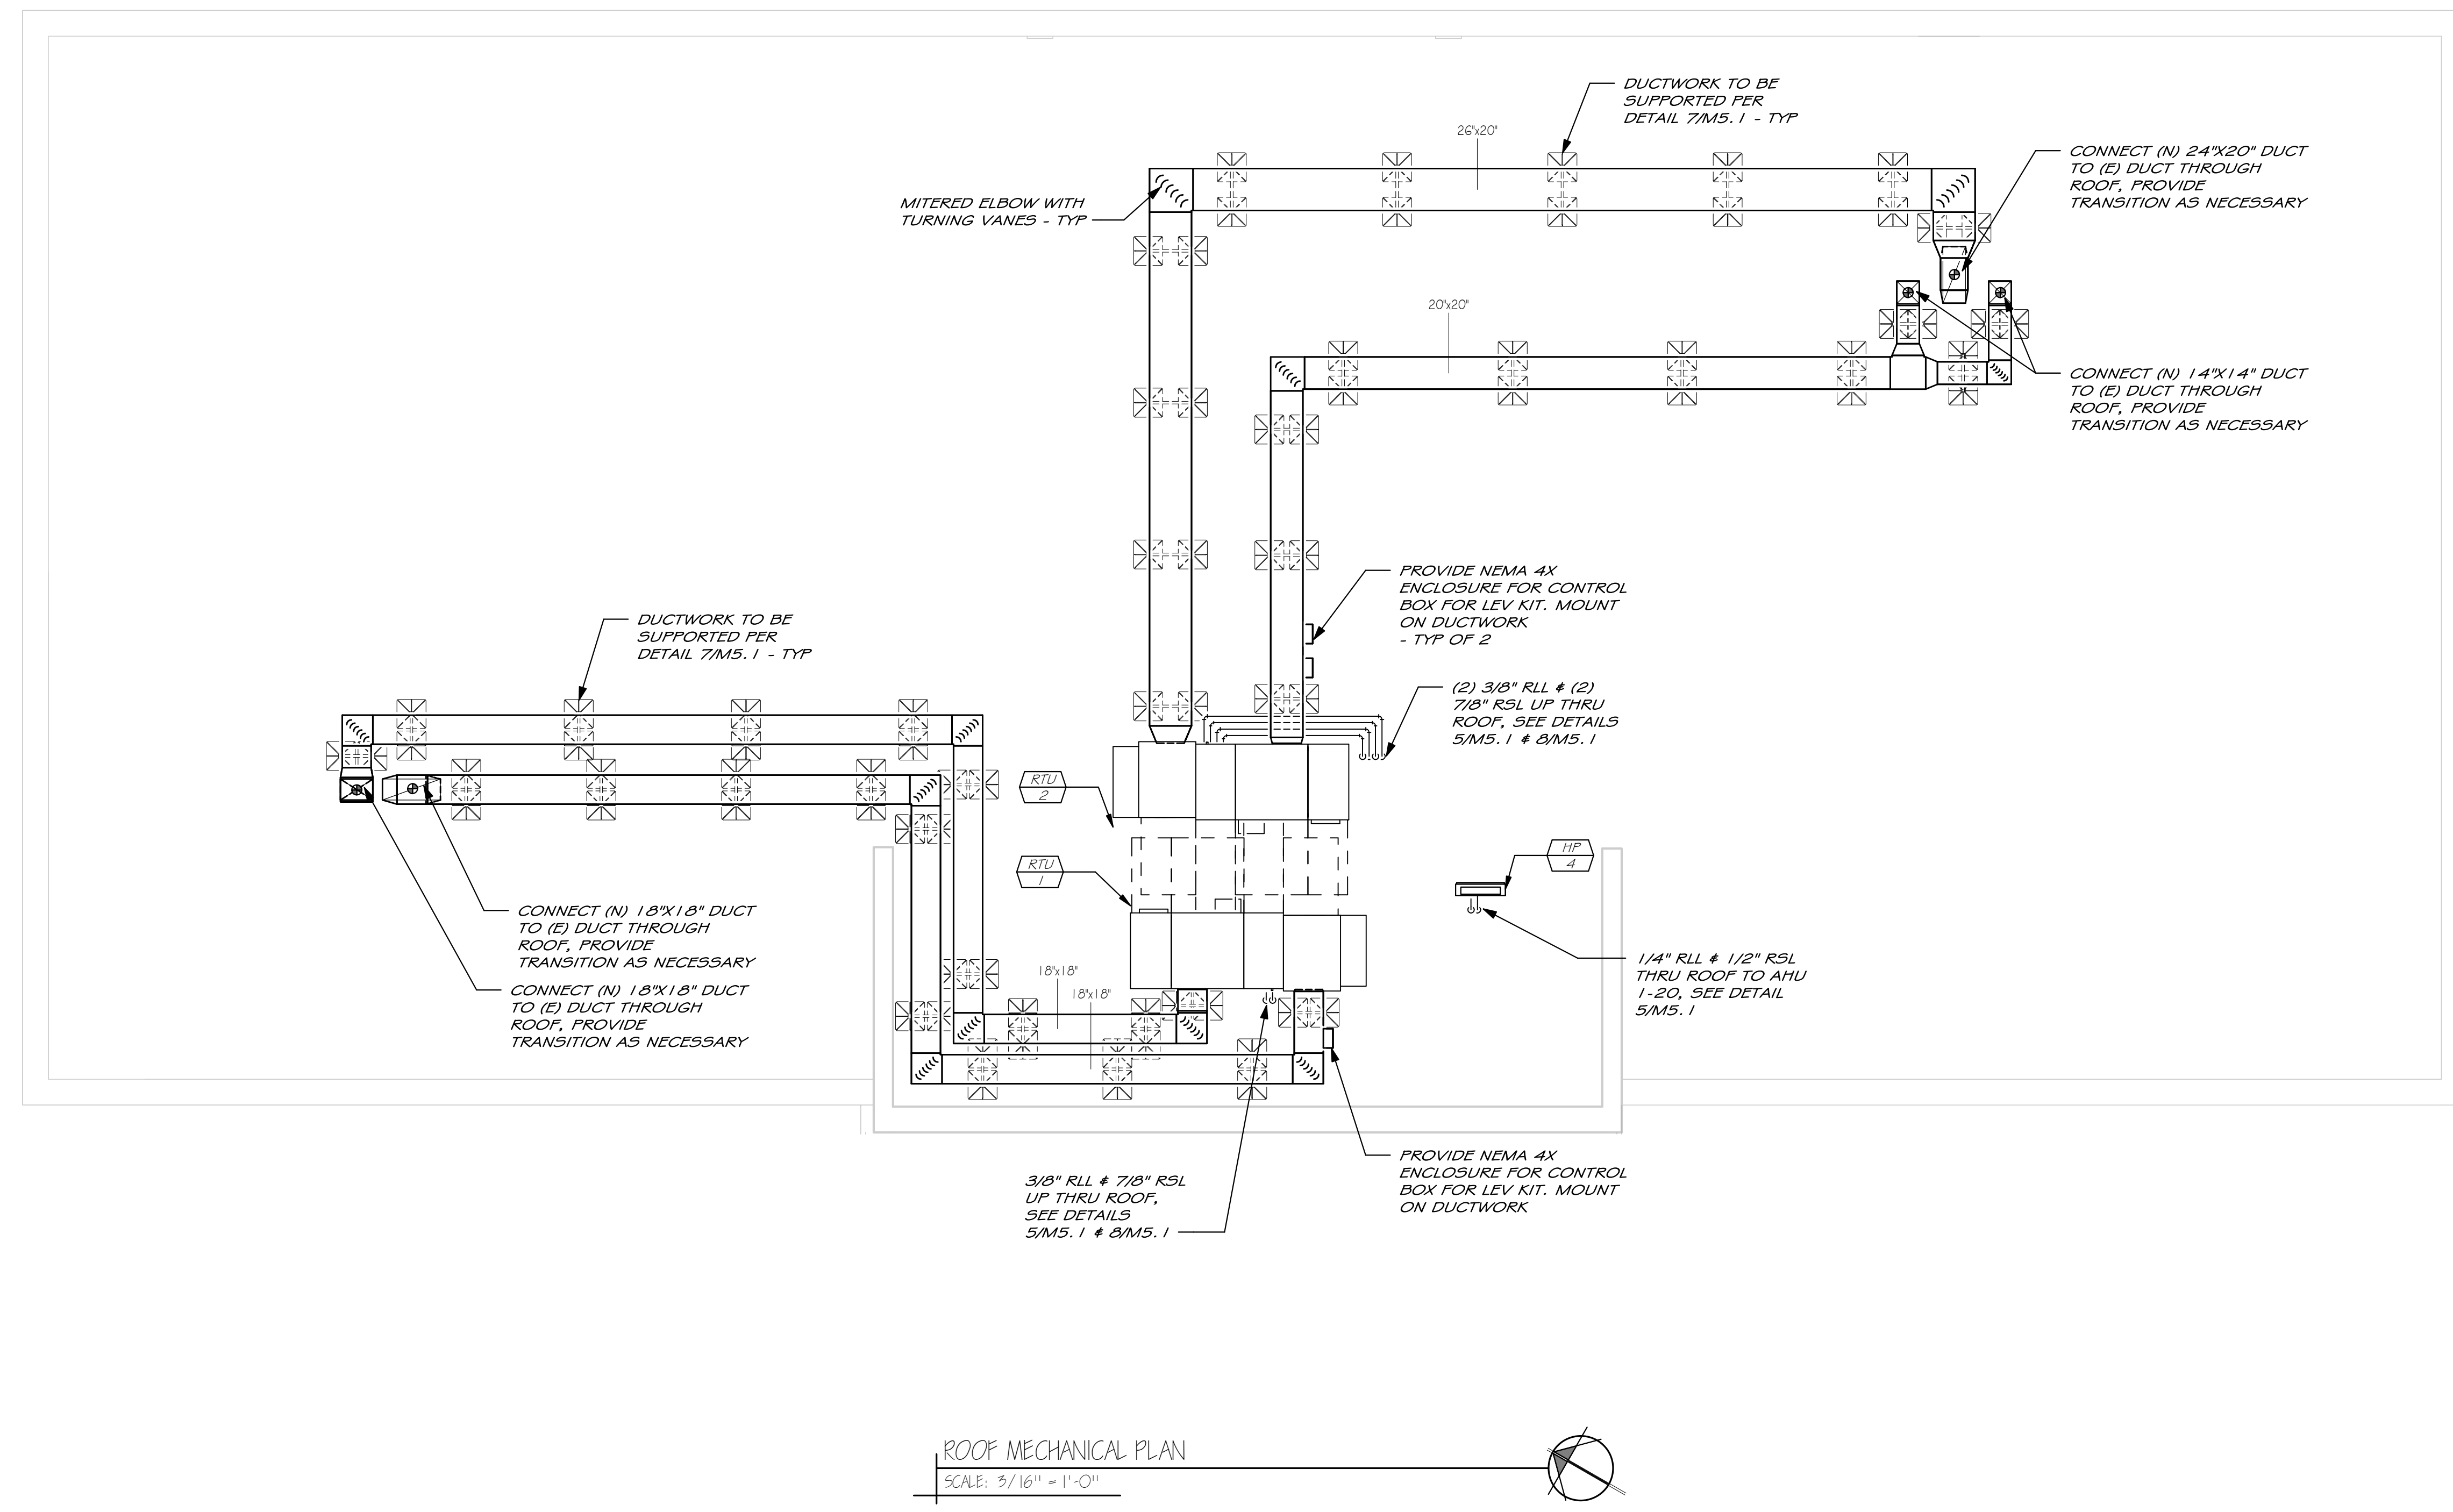 DUCTWORK TO BE
SUPPORTED PER
DETAIL 7/M5.1 - TYP
26"x20"
CONNECT (N) 24"X20" DUCT
TO (E) DUCT THROUGH
ROOF, PROVIDE
TRANSITION AS NECESSARY
MITERED ELBOW WITH
TURNING VANES - TYP
20"x20"
CONNECT (N) 14"X14" DUCT
TO (E) DUCT THROUGH
ROOF, PROVIDE
TRANSITION AS NECESSARY
PROVIDE NEMA 4X
ENCLOSURE FOR CONTROL
BOX FOR LEV KIT. MOUNT
ON DUCTWORK
- TYP OF 2
DUCTWORK TO BE
SUPPORTED PER
DETAIL 7/M5.1 - TYP
(2) 3/8" RLL & (2)
7/8" RSL UP THRU
ROOF, SEE DETAILS
5/M5.1 & 8/M5.1
RTU
2
RTU
1
HP
4
CONNECT (N) 18"X18" DUCT
TO (E) DUCT THROUGH
ROOF, PROVIDE
TRANSITION AS NECESSARY
CONNECT (N) 18"X18" DUCT
TO (E) DUCT THROUGH
ROOF, PROVIDE
TRANSITION AS NECESSARY
18"x18"
18"x18"
1/4" RLL & 1/2" RSL
THRU ROOF TO AHU
1-20, SEE DETAIL
5/M5.1
PROVIDE NEMA 4X
ENCLOSURE FOR CONTROL
BOX FOR LEV KIT. MOUNT
ON DUCTWORK
3/8" RLL & 7/8" RSL
UP THRU ROOF,
SEE DETAILS
5/M5.1 & 8/M5.1
ROOF MECHANICAL PLAN
SCALE: 3/16" = 1'-0"